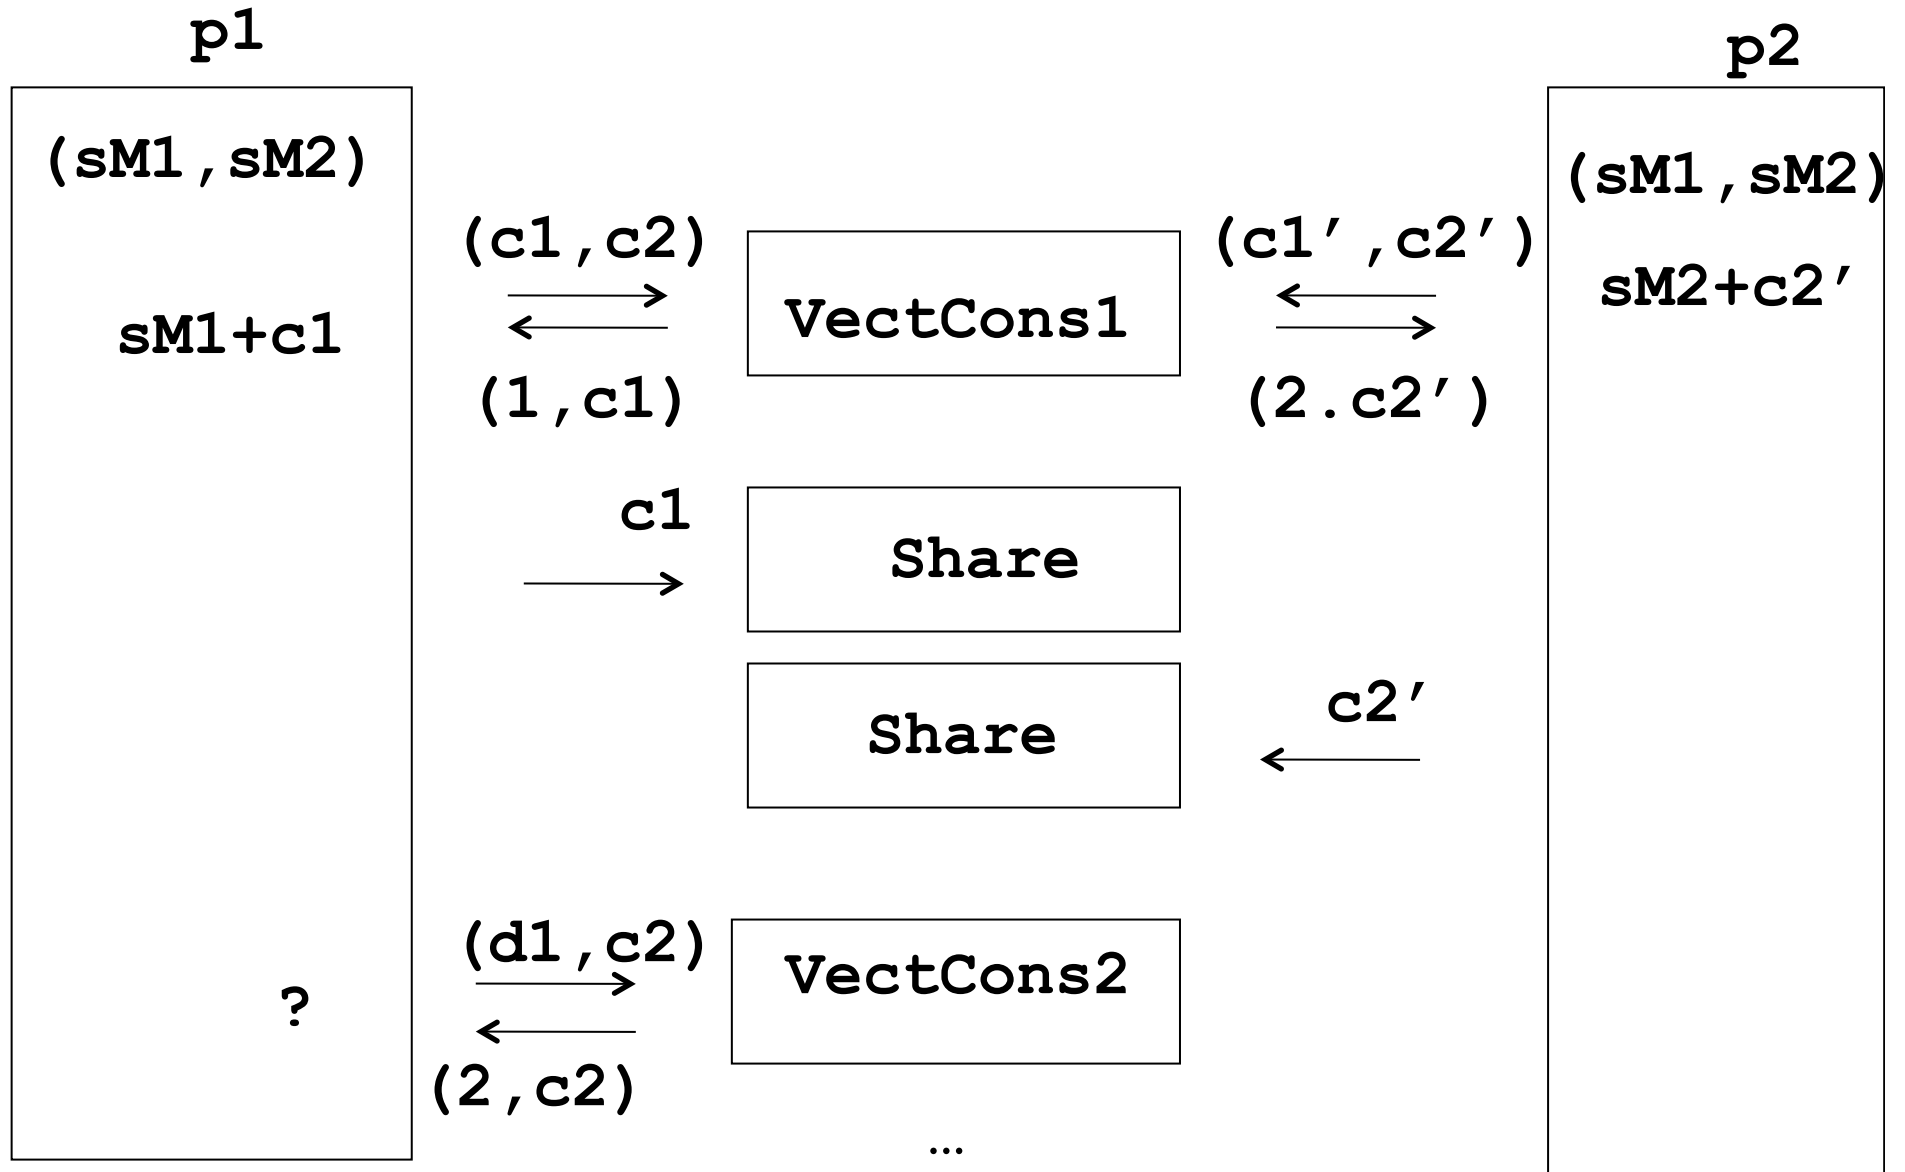 p1
p2
(sM1,sM2)
(sM1,sM2)
(c1,c2)
(c1’,c2’)
sM2+c2’
VectCons1
sM1+c1
(1,c1)
(2.c2’)
c1
Share
c2’
Share
(d1,c2)
VectCons2
?
(2,c2)
…